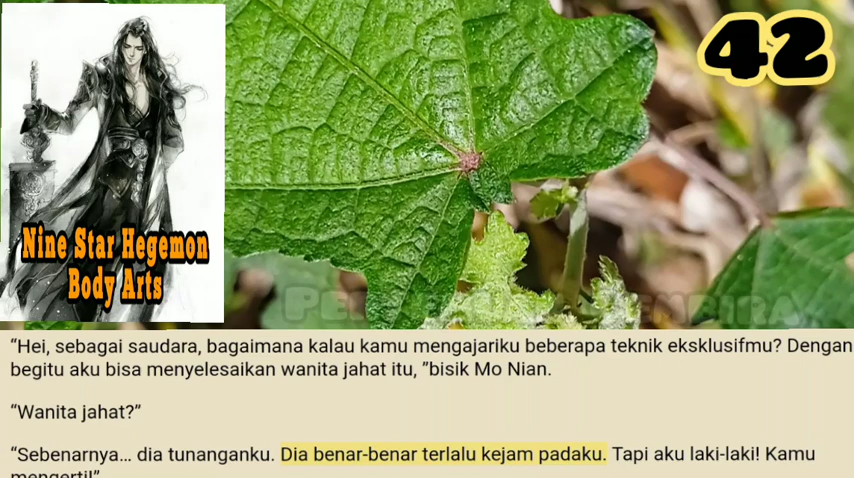 42
Nine Star Hegemon
Body Arts
“Hei, sebagai saudara, bagaimana kalau kamu mengajariku beberapa teknik eksklusifmu? Dengan
begitu aku bisa menyelesaikan wanita jahat itu, ”bisik Mo Nian.
“Wanita jahat?”
“Sebenarnya... dia tunanganku. Dia benar-benar terlalu kejam padaku. Tapi aku laki-laki! Kamu
mengerti!”